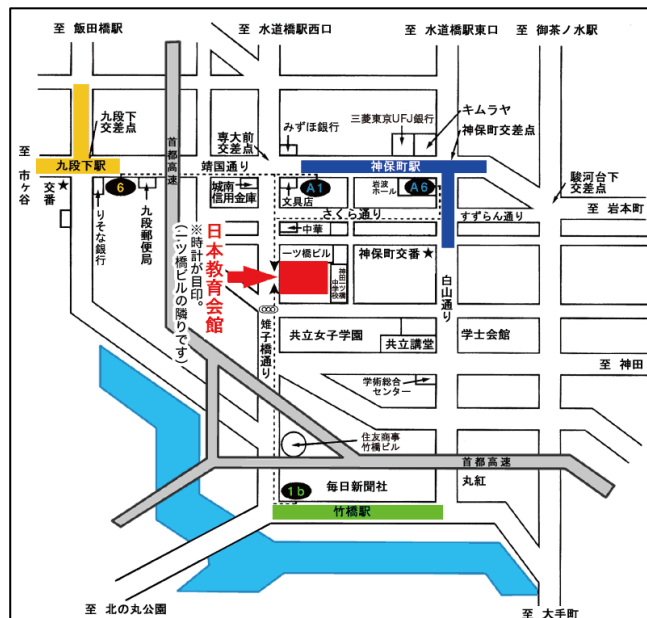 至 飯田橋駅
至 水道橋駅西口
至 水道橋駅東口
至 御茶ノ水駅
九段下
交差点
首都高速
専大前
交差点
みずほ銀行
三菱東京UFJ銀行
キムラヤ
神保町交差点
至 市ヶ谷
九段下駅
靖国通り
神保町駅
駿河台下
交差点
交番★
6
城南
信用金庫
A1
文具店
岩波
ホール
A6
さくら通り
すずらん通り
至 岩本町
りそな銀行
九段郵便局
中華
一ツ橋ビル
神田一ツ橋
中学校
神保町交番★
白山通り
日本教育会館
※時計が目印。
(一ツ橋ビルの隣りです)
雉子橋通り
共立女子学園
共立講堂
学士会館
至 神田
学術総合
センター
住友商事
竹橋ビル
首都高速
1b
毎日新聞社
丸紅
竹橋駅
至 北の丸公園
至 大手町